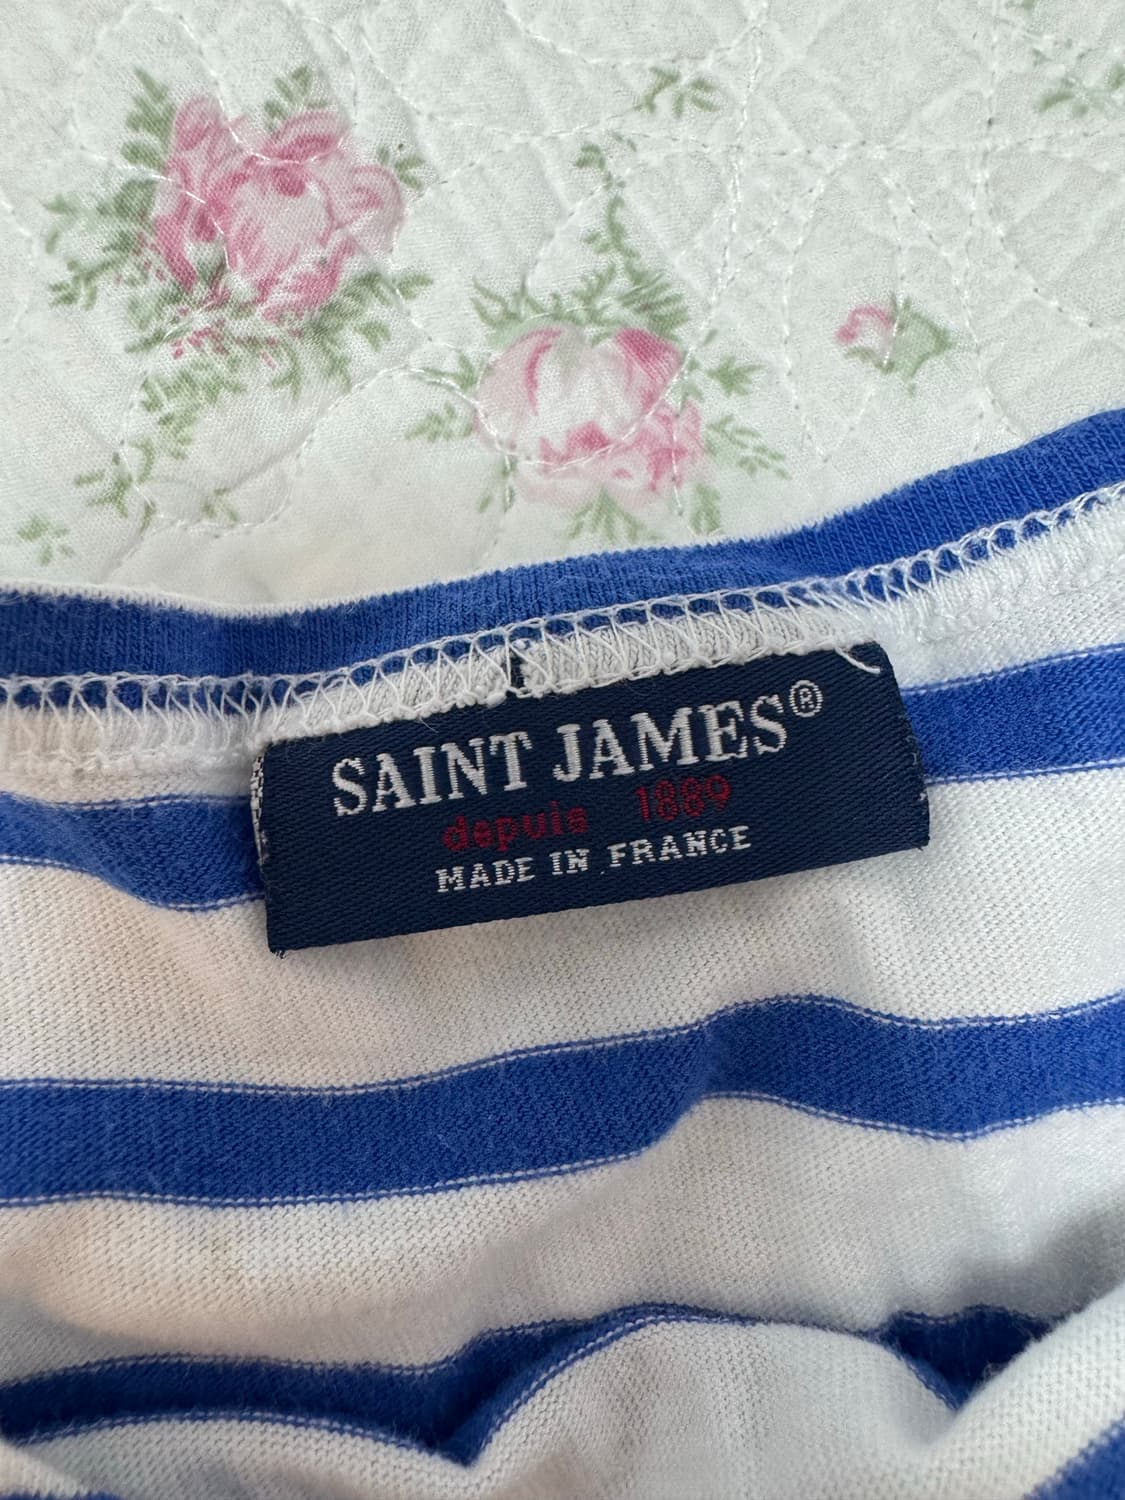 SAINT JAMES®
depuis 1889
MADE IN FRANCE